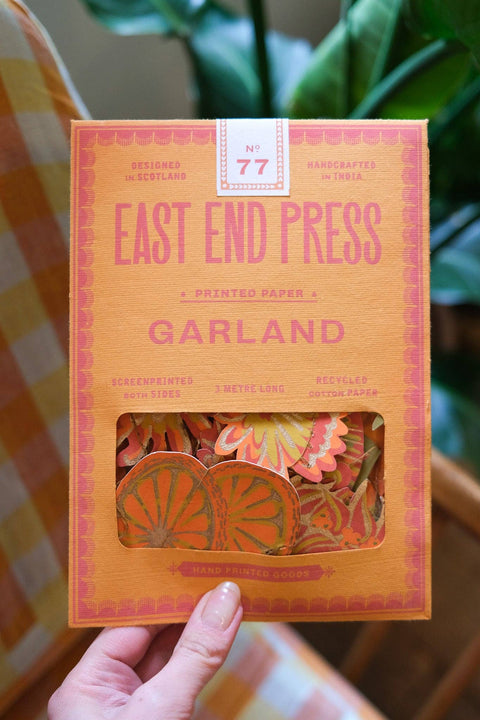 Nº
77
DESIGNED
IN SCOTLAND
HANDCRAFTED
IN INDIA
EAST END PRESS
PRINTED PAPER
GARLAND
SCREENPRINTED
BOTH SIDES
3 METRE LONG
RECYCLED
COTTON PAPER
HAND PRINTED GOODS